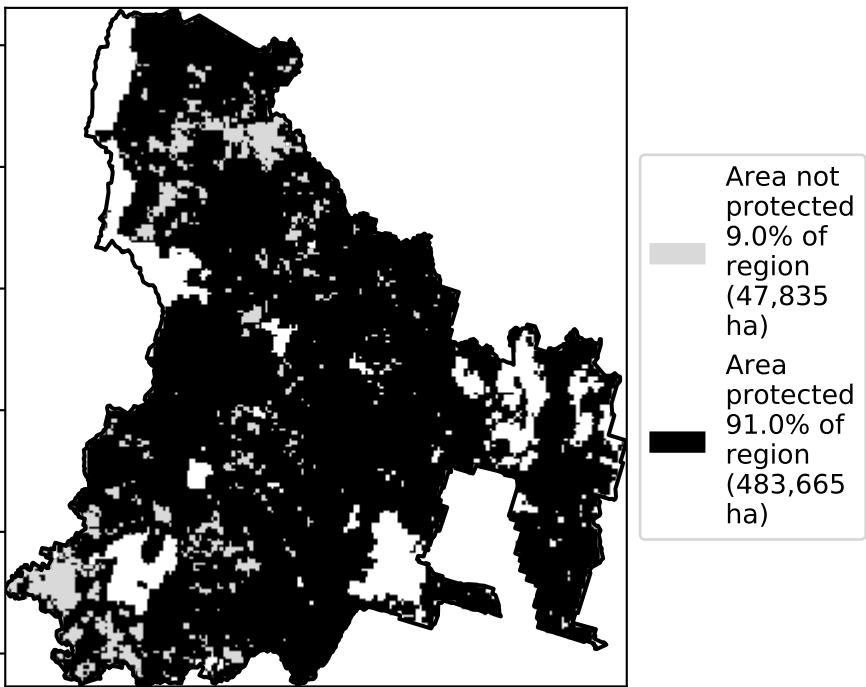 Area not
protected
9.0% of
region
(47,835
ha)
Area
protected
91.0% of
region
(483,665
ha)